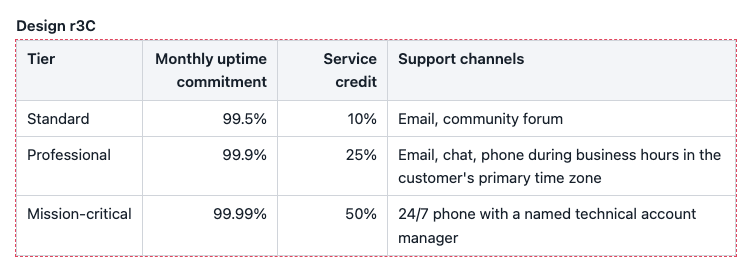 Design r3C
Tier
Monthly uptime
commitment
Service
credit
Support channels
Standard
99.5%
10%
Email, community forum
Professional
99.9%
25%
Email, chat, phone during business hours in the
customer's primary time zone
Mission-critical
99.99%
50%
24/7 phone with a named technical account
manager